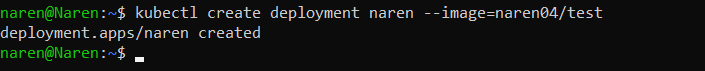 naren@Naren:~$ kubectl create deployment naren --image=naren04/test
deployment.apps/naren created
naren@Naren:~$